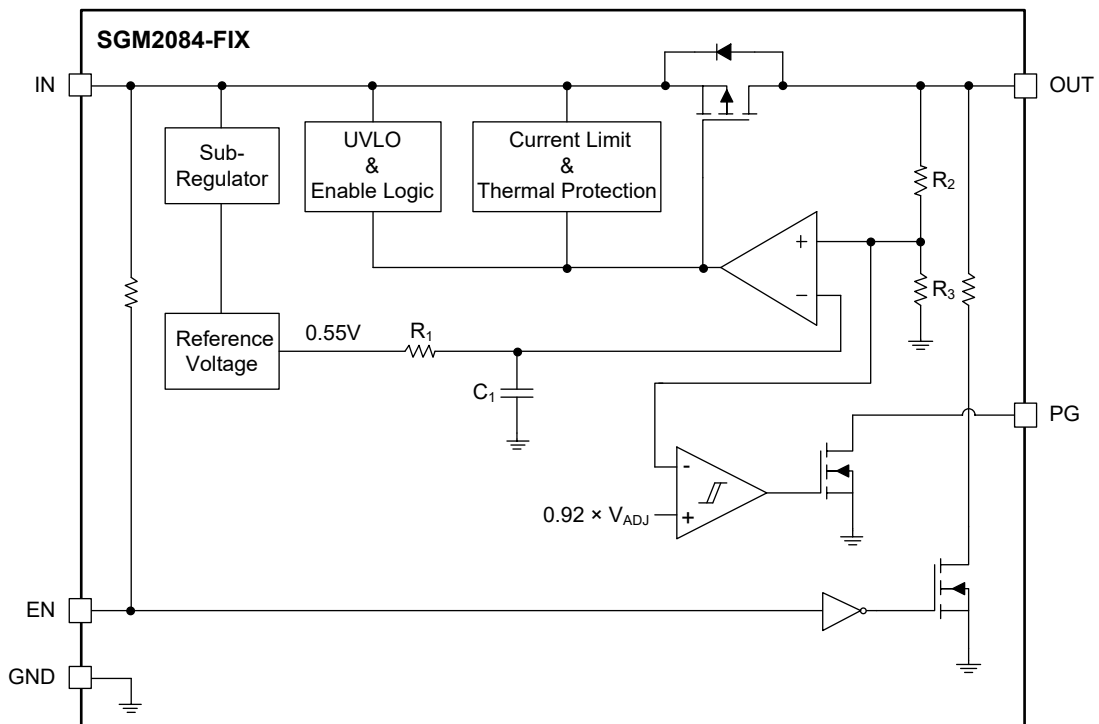 SGM2084-FIX
IN
OUT
Sub-
Regulator
UVLO
&
Enable Logic
Current Limit
&
Thermal Protection
R₂
+
−
R₃
Reference
Voltage
0.55V
R₁
C₁
PG
-
0.92 × V_ADJ
+
EN
GND